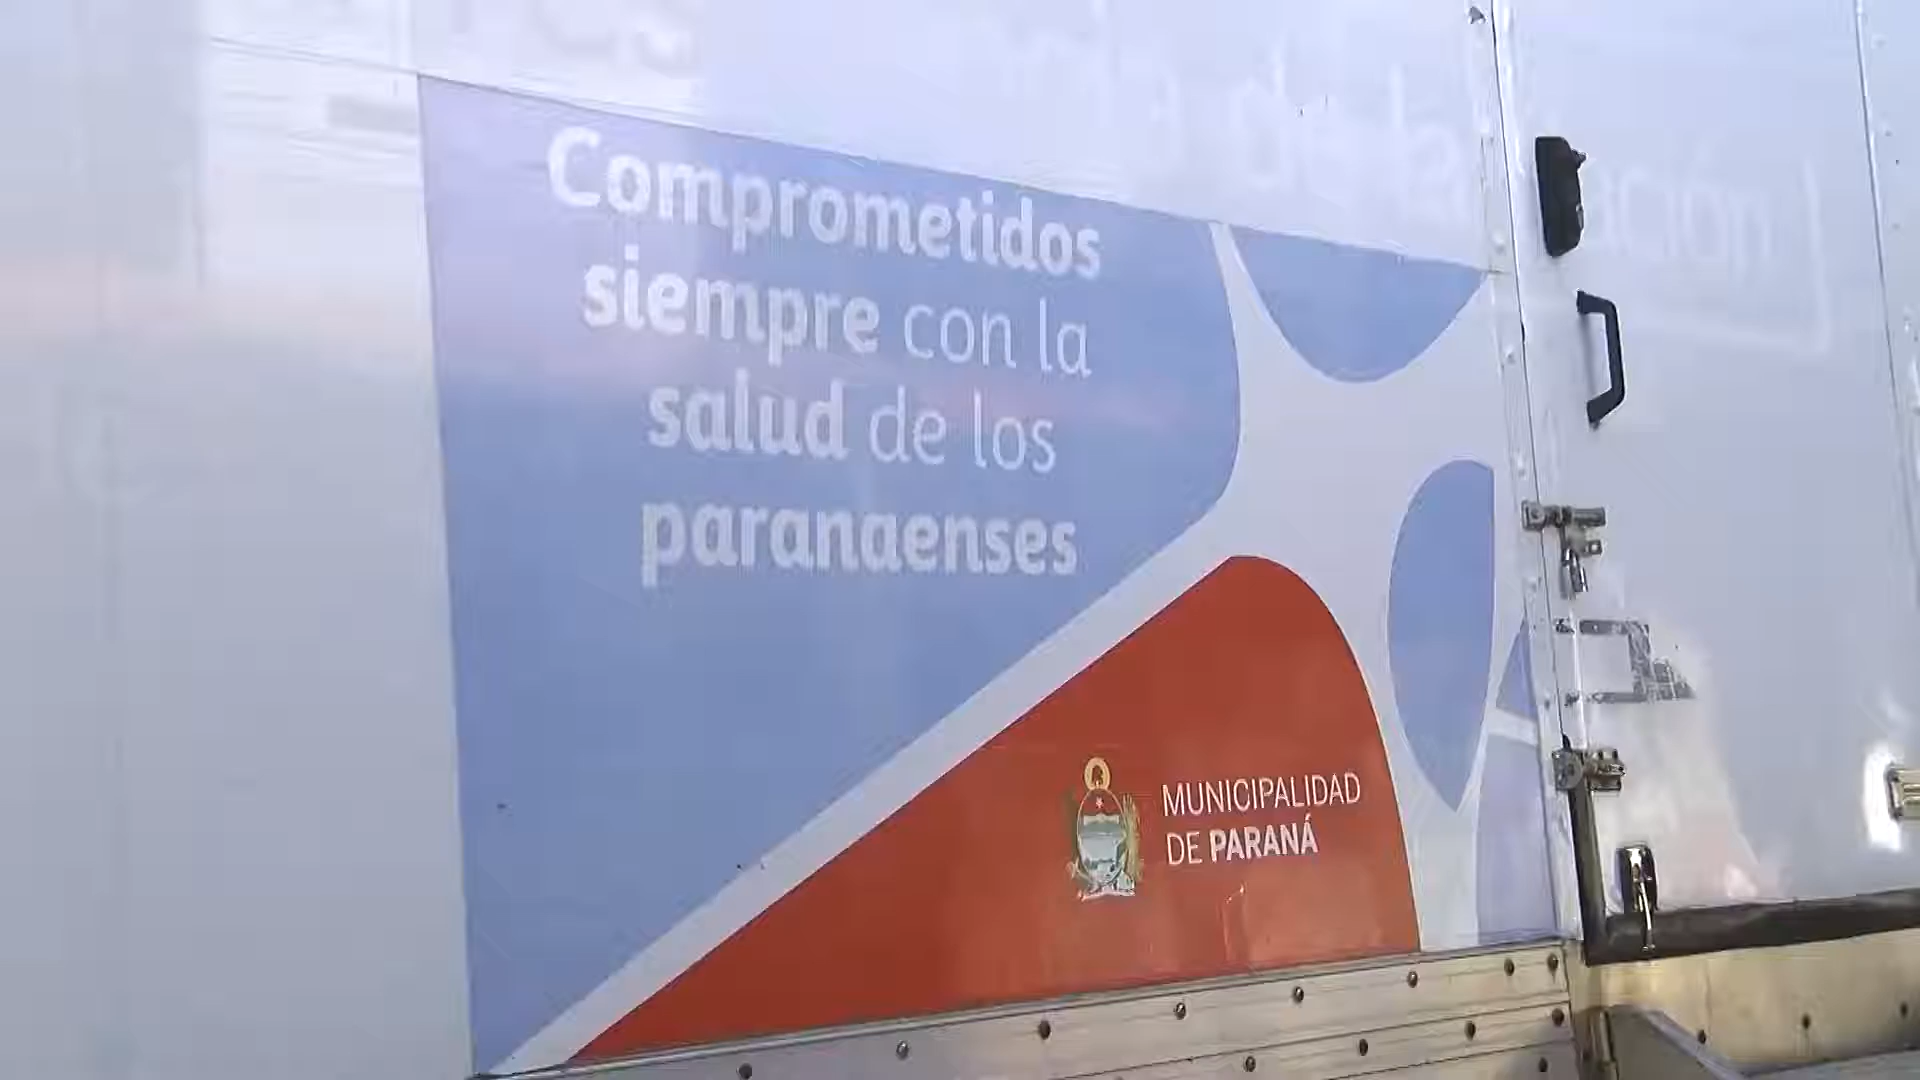 Comprometidos
siempre con la
salud de los
paranaenses
MUNICIPALIDAD
DE PARANÁ